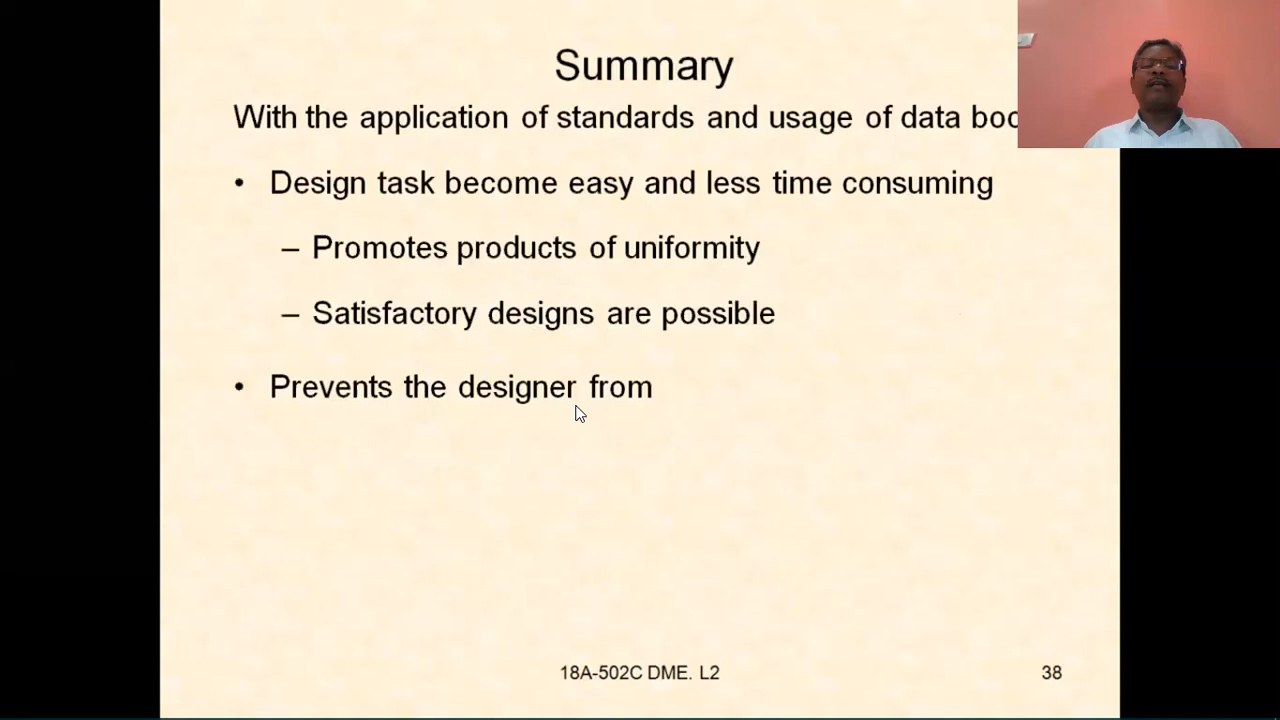 Summary
With the application of standards and usage of data
• Design task become easy and less time consuming
– Promotes products of uniformity
– Satisfactory designs are possible
• Prevents the designer from
18A-502C DME. L2
38